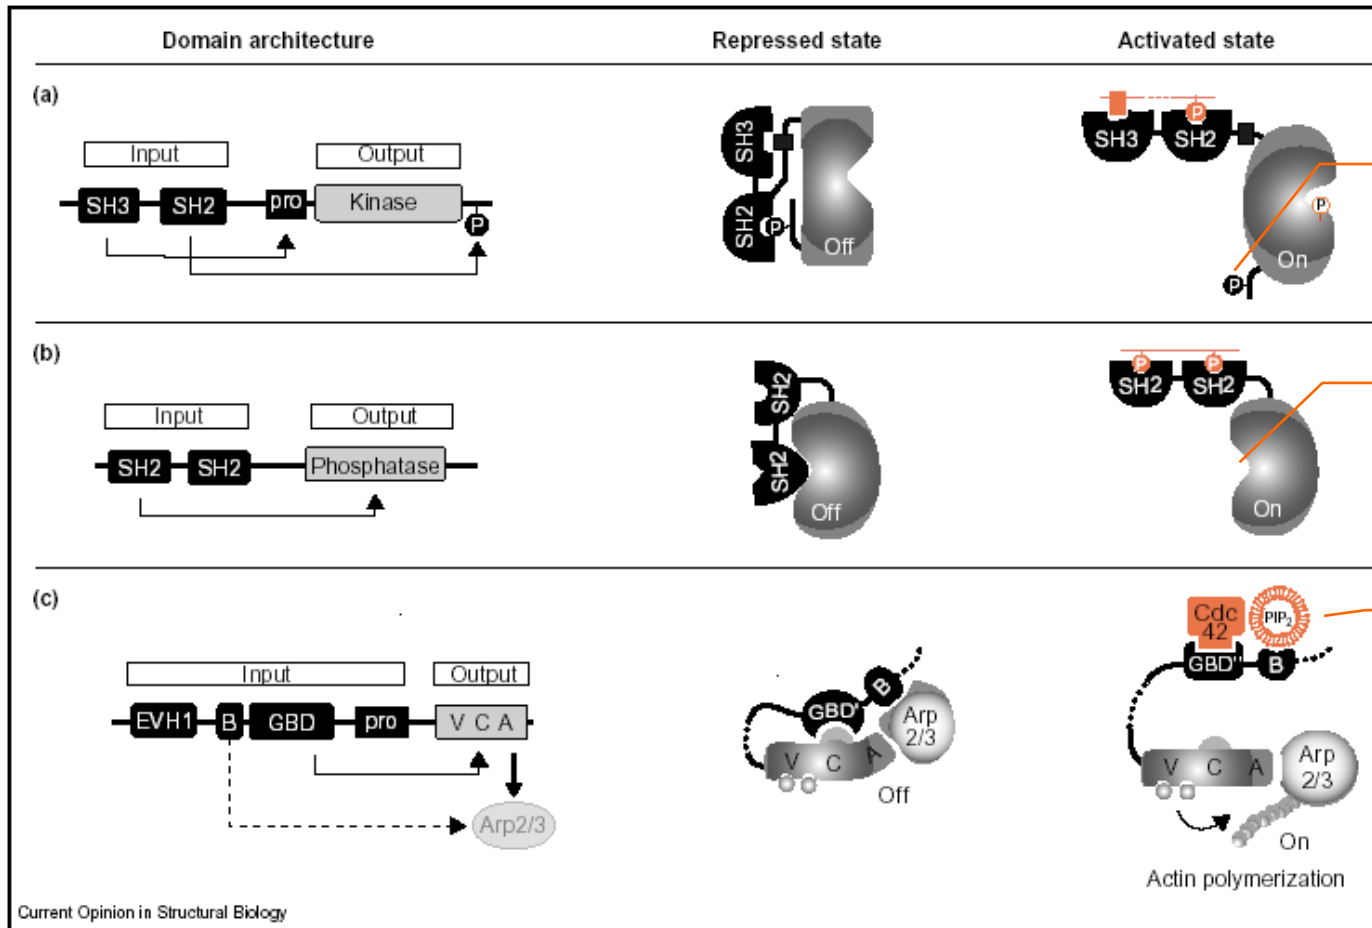 Domain architecture
Repressed state
Activated state
(a)
Input
Output
SH3
SH2
pro
Kinase
P
SH3
SH2
P
Off
P
SH3
SH2
P
On
P
(b)
Input
Output
SH2
SH2
Phosphatase
SH2
SH2
Off
P
P
SH2
SH2
On
(c)
Input
Output
EVH1
B
GBD
pro
V C A
Arp2/3
B
GBD
Arp
2/3
V
C
A
Off
Cdc
42
PIP2
GBD
B
V
C
A
Arp
2/3
On
Actin polymerization
Current Opinion in Structural Biology